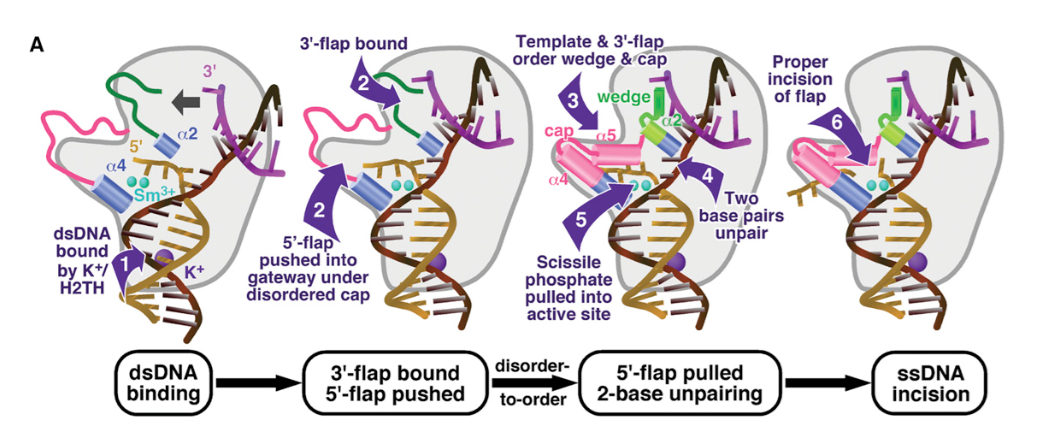 A
3'
α2
5'
α4
Sm3+
dsDNA
bound
by K+/
H2TH
1
K+
3'-flap bound
2
2
5'-flap
pushed into
gateway under
disordered cap
Template & 3'-flap
order wedge & cap
3
wedge
α2
cap
α5
α4
4
Two
base pairs
unpair
5
Scissile
phosphate
pulled into
active site
Proper
incision
of flap
6
dsDNA
binding
3'-flap bound
5'-flap pushed
disorder-
to-order
5'-flap pulled
2-base unpairing
ssDNA
incision